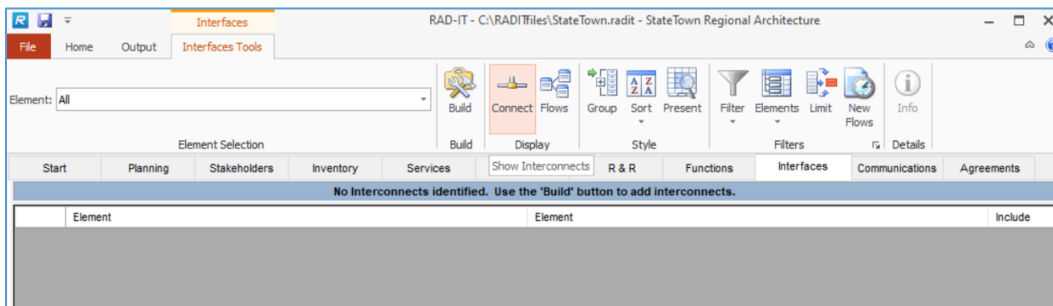 Interfaces
RAD-IT - C:\RADITfiles\StateTown.radit - StateTown Regional Architecture
File Home Output Interfaces Tools
Element: All
Build Connect Flows Group Sort Present Filter Elements Limit New Flows Info
Element Selection Build Display Style Filters Details
Start Planning Stakeholders Inventory Services Show Interconnects R & R Functions Interfaces Communications Agreements
No Interconnects identified. Use the 'Build' button to add interconnects.
Element Element Include